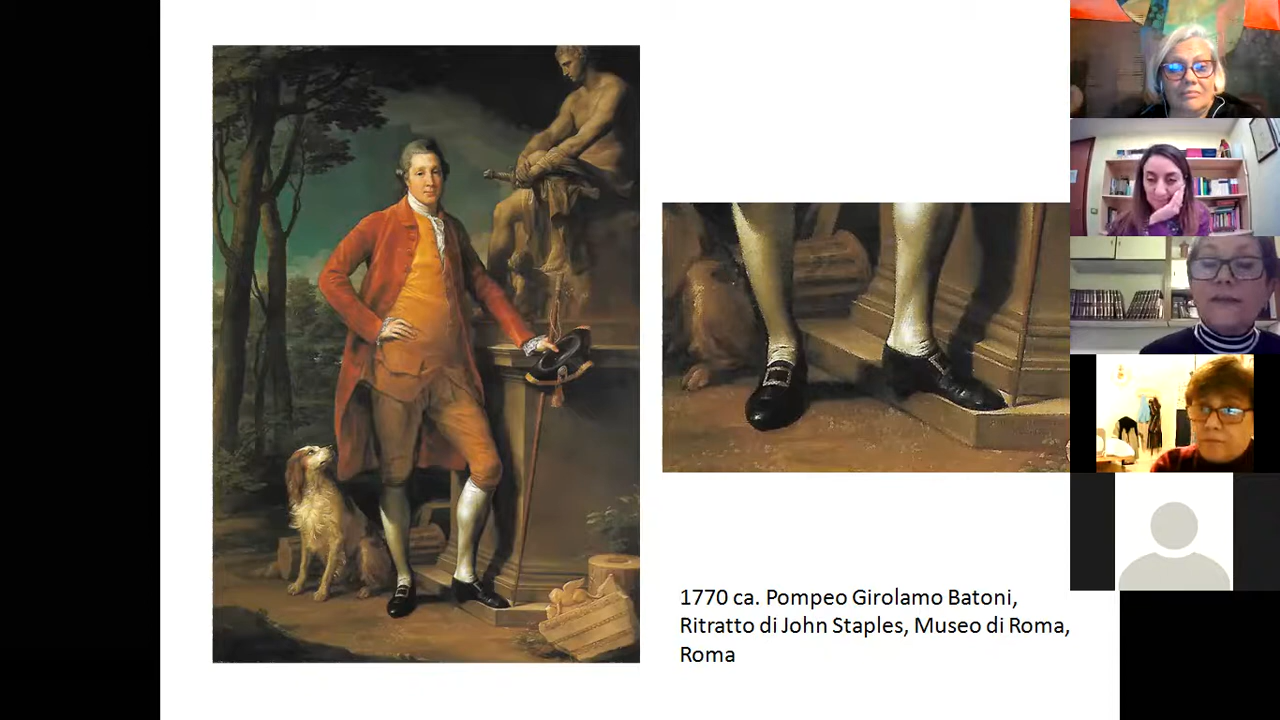 1770 ca. Pompeo Girolamo Batoni,
Ritratto di John Staples, Museo di Roma,
Roma